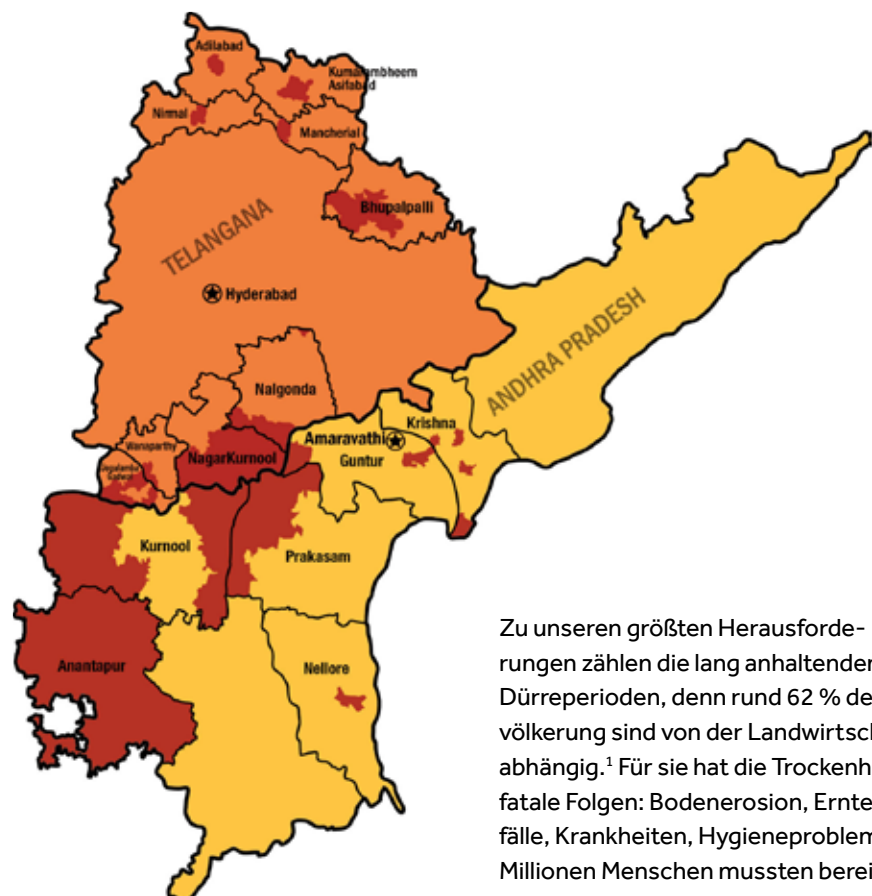 Adilabad
Kumarambheem
Asifabad
Nirmal
Mancherial
Bhupalpalli
TELANGANA
Hyderabad
ANDHRA PRADESH
Nalgonda
Krishna
Amaravathi
Wanaparthy
NagarKurnool
Guntur
Kurnool
Prakasam
Anantapur
Nellore
Zu unseren größten Herausforde-
rungen zählen die lang anhaltenden
Dürreperioden, denn rund 62 % de
völkerung sind von der Landwirtsch
abhängig.¹ Für sie hat die Trockenh
fatale Folgen: Bodenerosion, Ernte
fälle, Krankheiten, Hygieneproblem
Millionen Menschen mussten berei